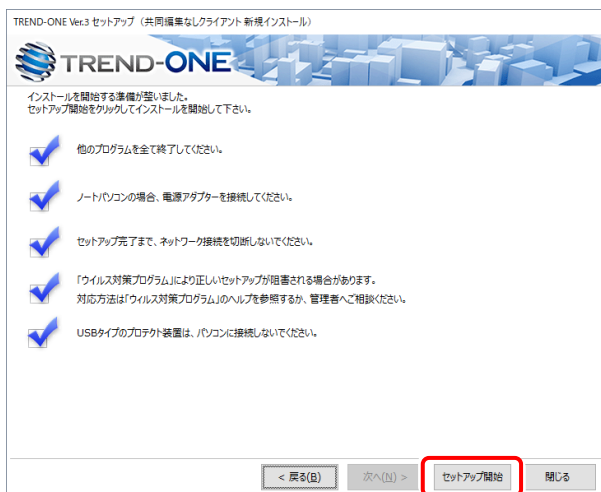 TREND-ONE Ver.3 セットアップ（共同編集なしクライアント 新規インストール）
TREND-ONE
インストールを開始する準備が整いました。
セットアップ開始をクリックしてインストールを開始して下さい。
他のプログラムを全て終了してください。
ノートパソコンの場合、電源アダプターを接続してください。
セットアップ完了まで、ネットワーク接続を切断しないでください。
「ウイルス対策プログラム」により正しいセットアップが阻害される場合があります。
対応方法は「ウィルス対策プログラム」のヘルプを参照するか、管理者へご相談ください。
USBタイプのプロテクト装置は、パソコンに接続しないでください。
< 戻る(B) 次へ(N) > セットアップ開始 閉じる